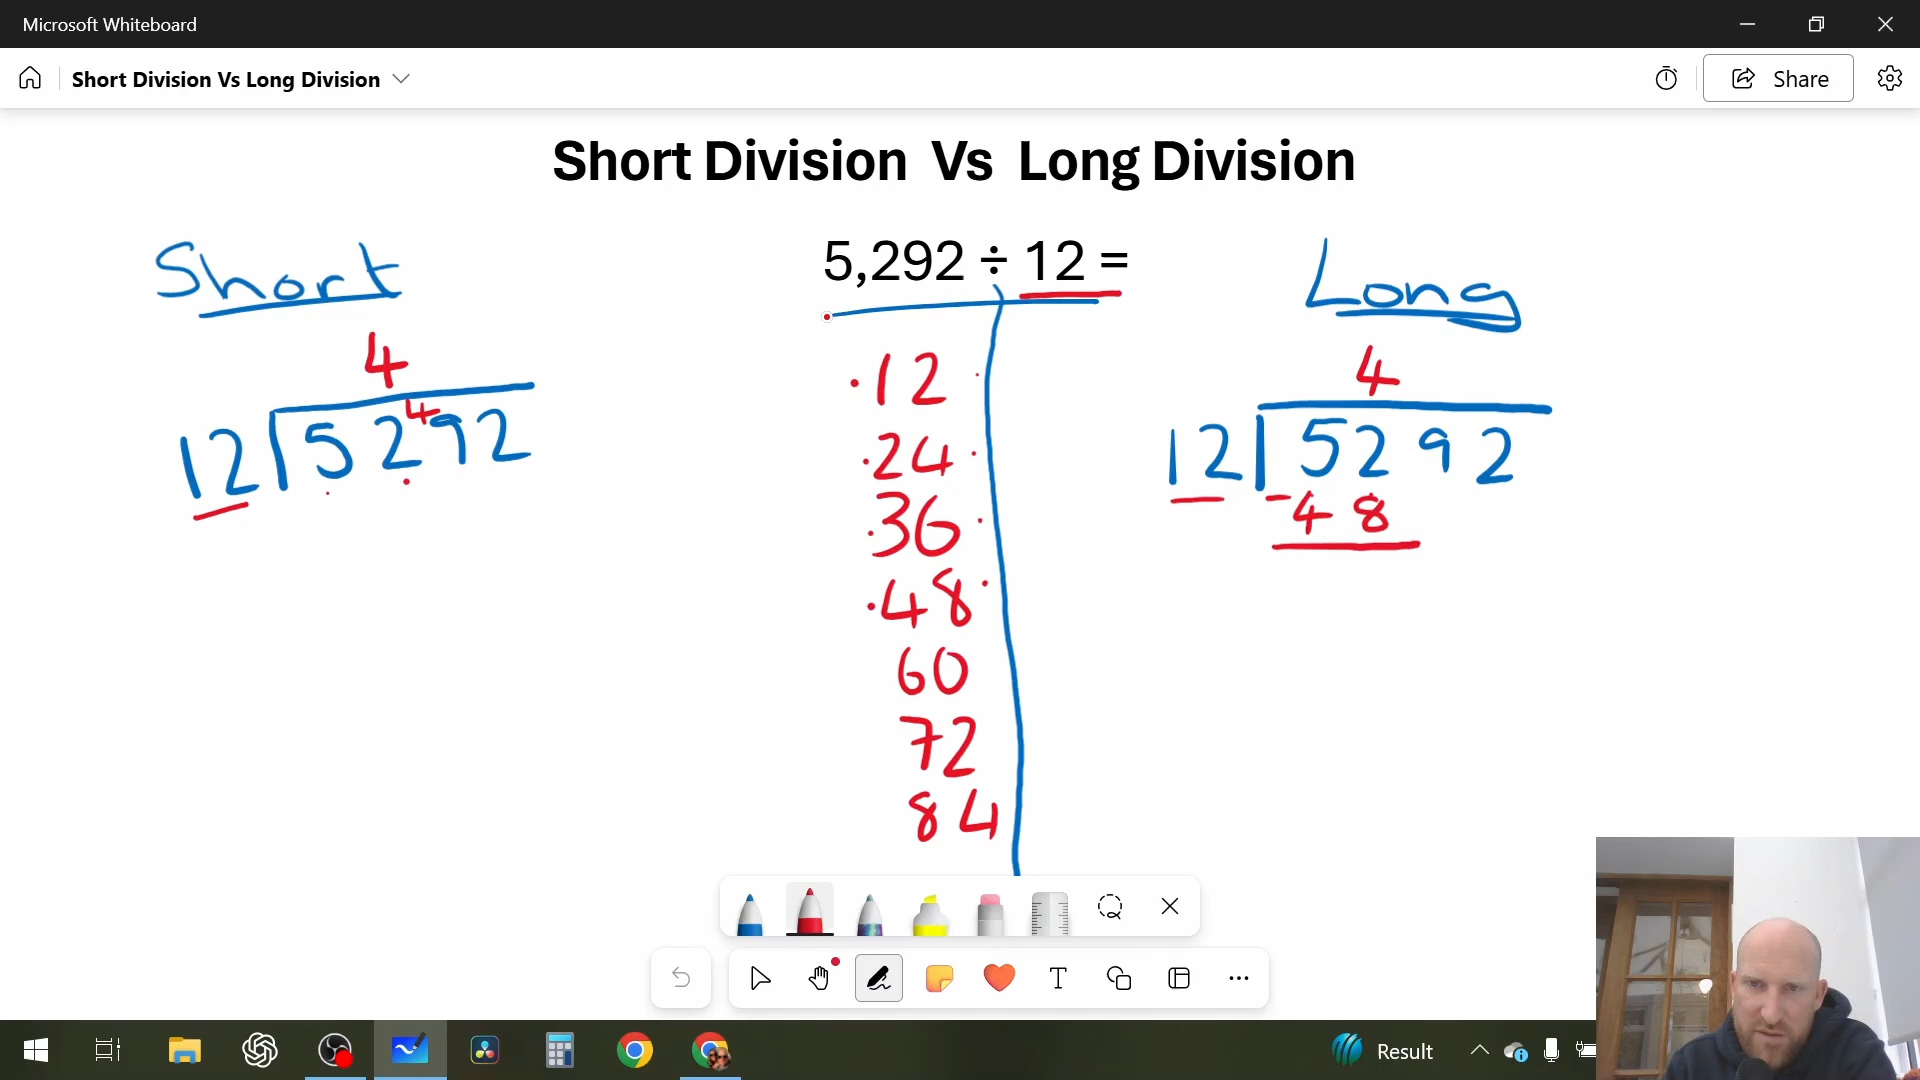 Microsoft Whiteboard
Short Division Vs Long Division
Share
Short Division Vs Long Division
5,292 ÷ 12 =
Short
4
12 5 2 4 9 2
12
24
36
48
60
72
84
Long
4
12 5 2 9 2
- 4 8
T
Result